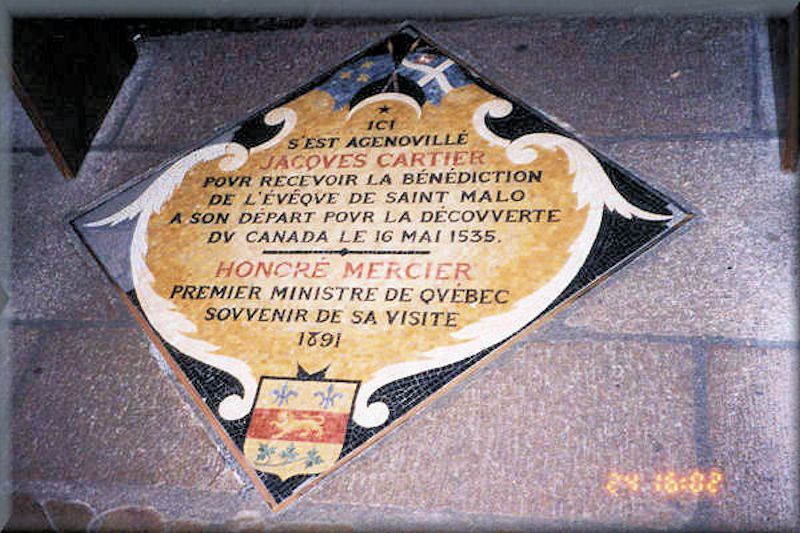 ICI
S'EST AGENOVILLÉ
JACQVES CARTIER
POVR RECEVOIR LA BÉNÉDICTION
DE L'ÉVÉQVE DE SAINT MALO
A SON DÉPART POVR LA DÉCOVVERTE
DV CANADA LE 16 MAI 1535.
HONORÉ MERCIER
PREMIER MINISTRE DE QVÉBEC
SOVVENIR DE SA VISITE
1891
24 16:02